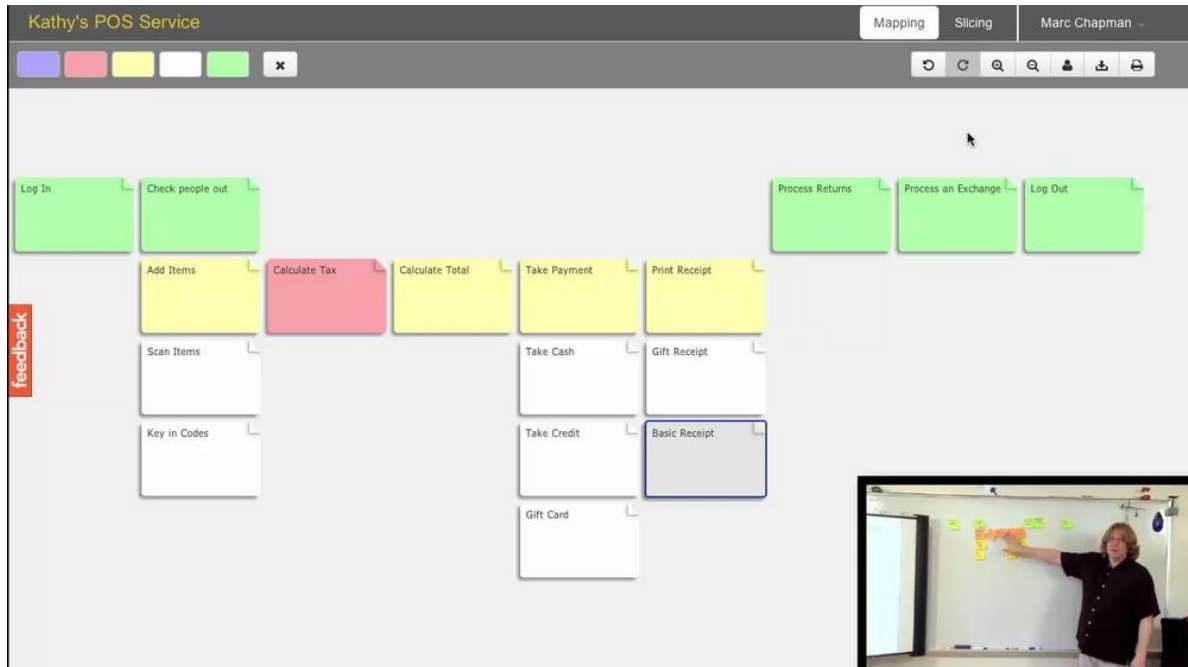 Kathy's POS Service
Mapping
Slicing
Marc Chapman
Log In
Check people out
Process Returns
Process an Exchange
Log Out
Add Items
Calculate Tax
Calculate Total
Take Payment
Print Receipt
feedback
Scan Items
Take Cash
Gift Receipt
Key in Codes
Take Credit
Basic Receipt
Gift Card